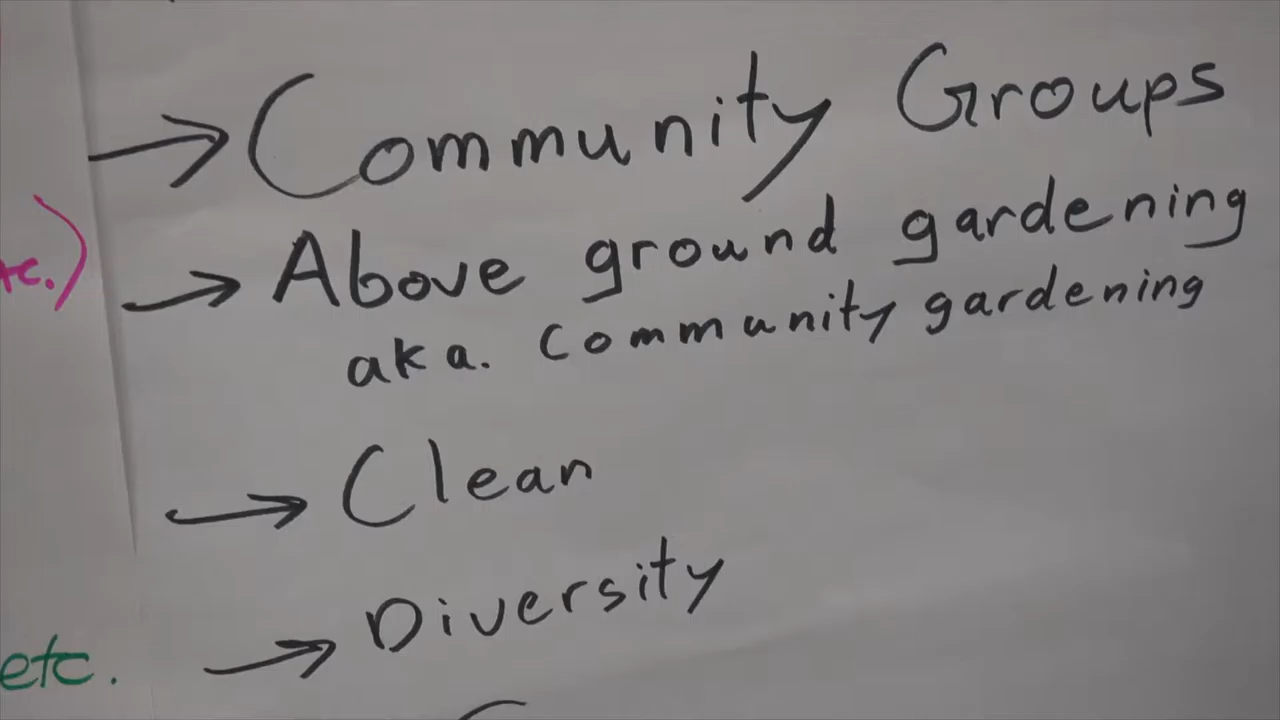 → Community Groups
→ Above ground gardening
aka. Community gardening
→ Clean
→ Diversity
etc.